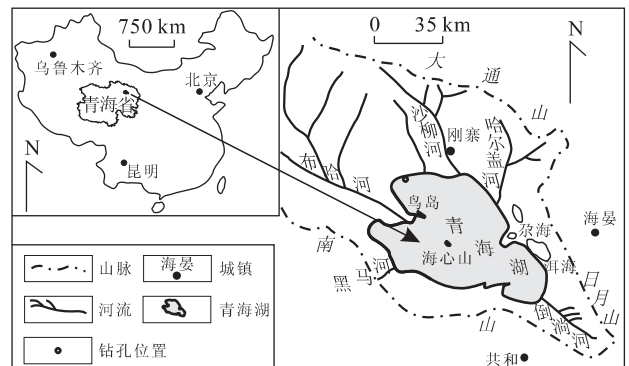 750 km
乌鲁木齐
北京
青海省
昆明
N
0 35 km
N
大通山
沙柳河
刚寨
哈尔盖河
布哈河
鸟岛
青海湖
海心山
尕海
海晏
洱海
日月山
南山
黑马河
倒淌河
共和
山脉
海晏
城镇
河流
青海湖
钻孔位置